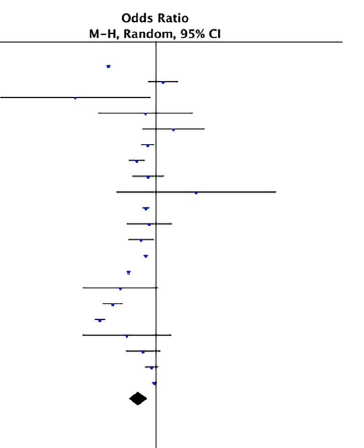 Odds Ratio
M-H, Random, 95% CI